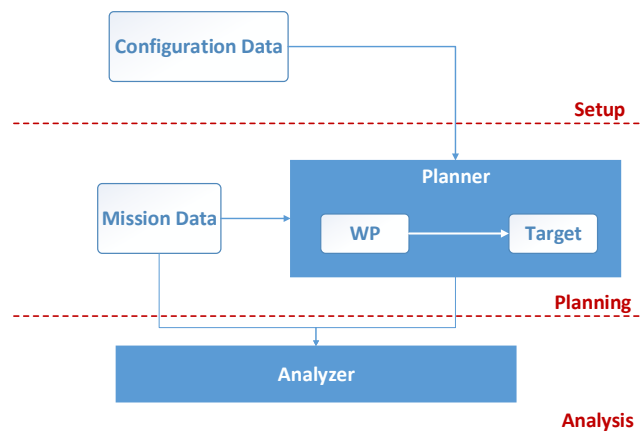 Configuration Data
Setup
Planner
Mission Data
WP
Target
Planning
Analyzer
Analysis